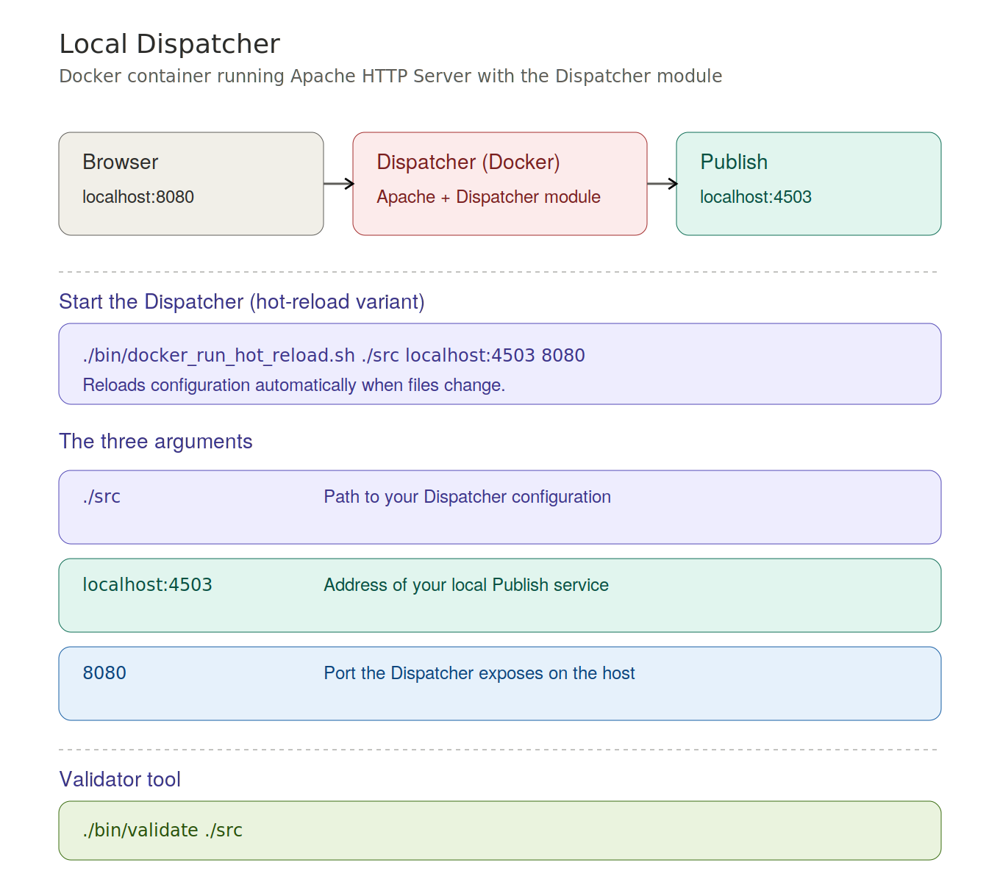 Local Dispatcher
Docker container running Apache HTTP Server with the Dispatcher module
Browser
localhost:8080
Dispatcher (Docker)
Apache + Dispatcher module
Publish
localhost:4503
Start the Dispatcher (hot-reload variant)
./bin/docker_run_hot_reload.sh ./src localhost:4503 8080
Reloads configuration automatically when files change.
The three arguments
./src Path to your Dispatcher configuration
localhost:4503 Address of your local Publish service
8080 Port the Dispatcher exposes on the host
Validator tool
./bin/validate ./src